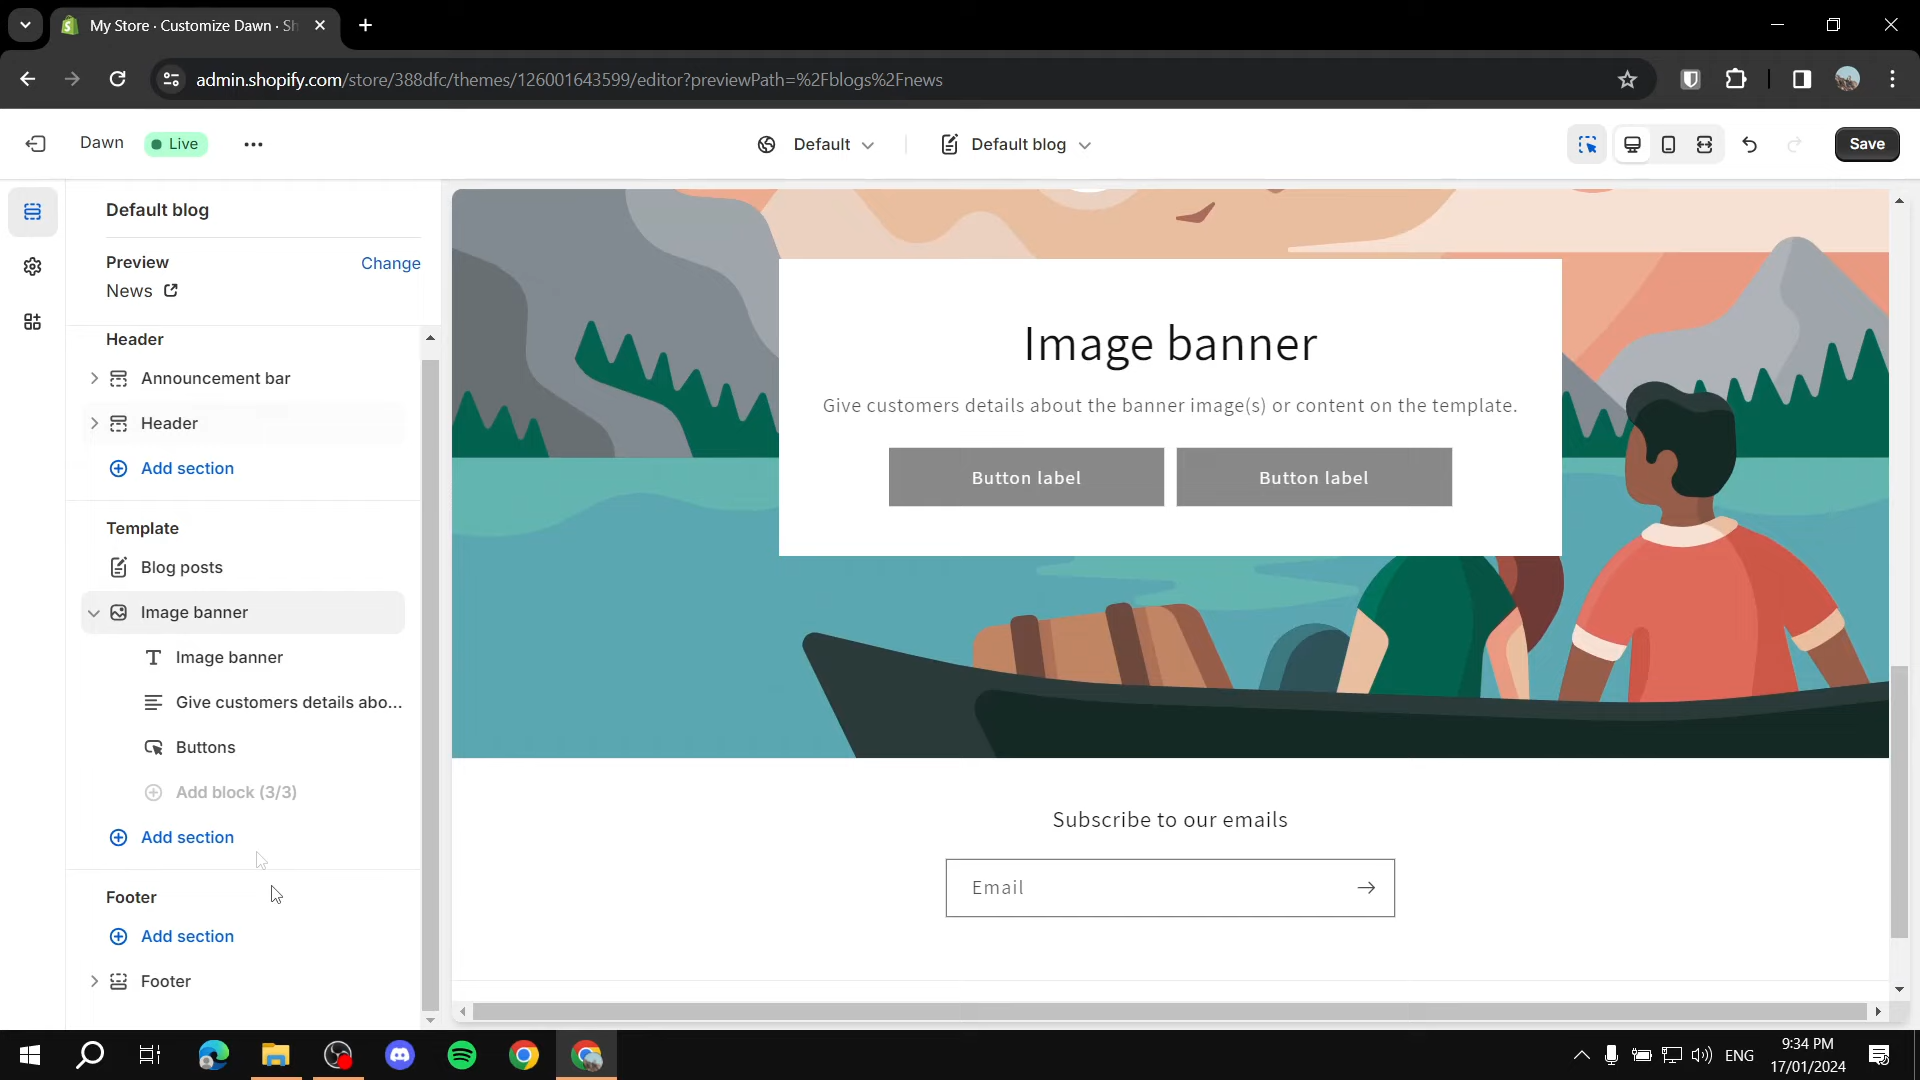 My Store · Customize Dawn · Sh
admin.shopify.com/store/388dfc/themes/126001643599/editor?previewPath=%2Fblogs%2Fnews
Dawn
Live
Default
Default blog
Save
Default blog
Preview
Change
News
Header
Announcement bar
Header
Add section
Template
Blog posts
Image banner
Image banner
Give customers details abo...
Buttons
Add block (3/3)
Add section
Footer
Add section
Footer
Image banner
Give customers details about the banner image(s) or content on the template.
Button label
Button label
Subscribe to our emails
Email
ENG
9:34 PM
17/01/2024